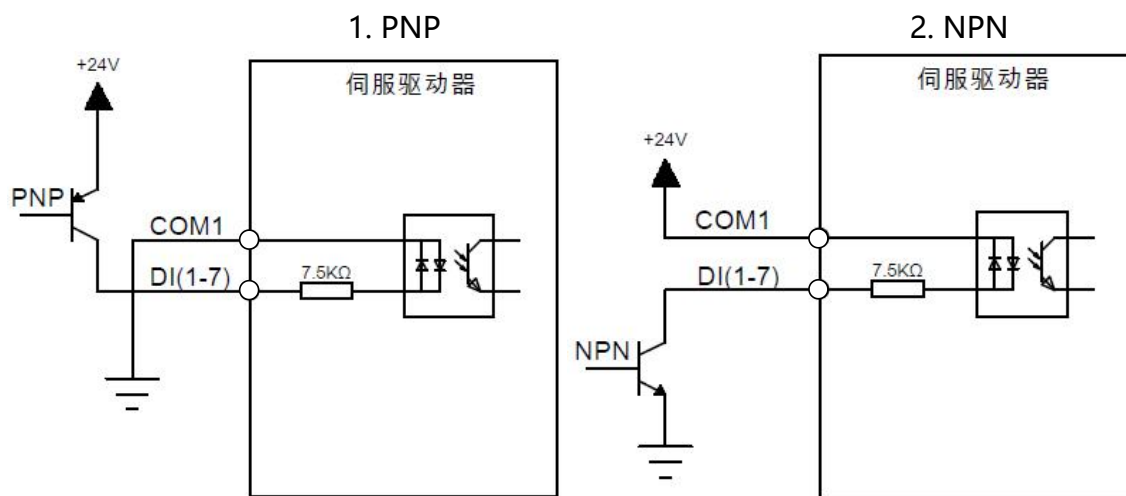 1. PNP
+24V
伺服驱动器
PNP
COM1
DI(1-7)
7.5KΩ
2. NPN
伺服驱动器
+24V
COM1
DI(1-7)
7.5KΩ
NPN